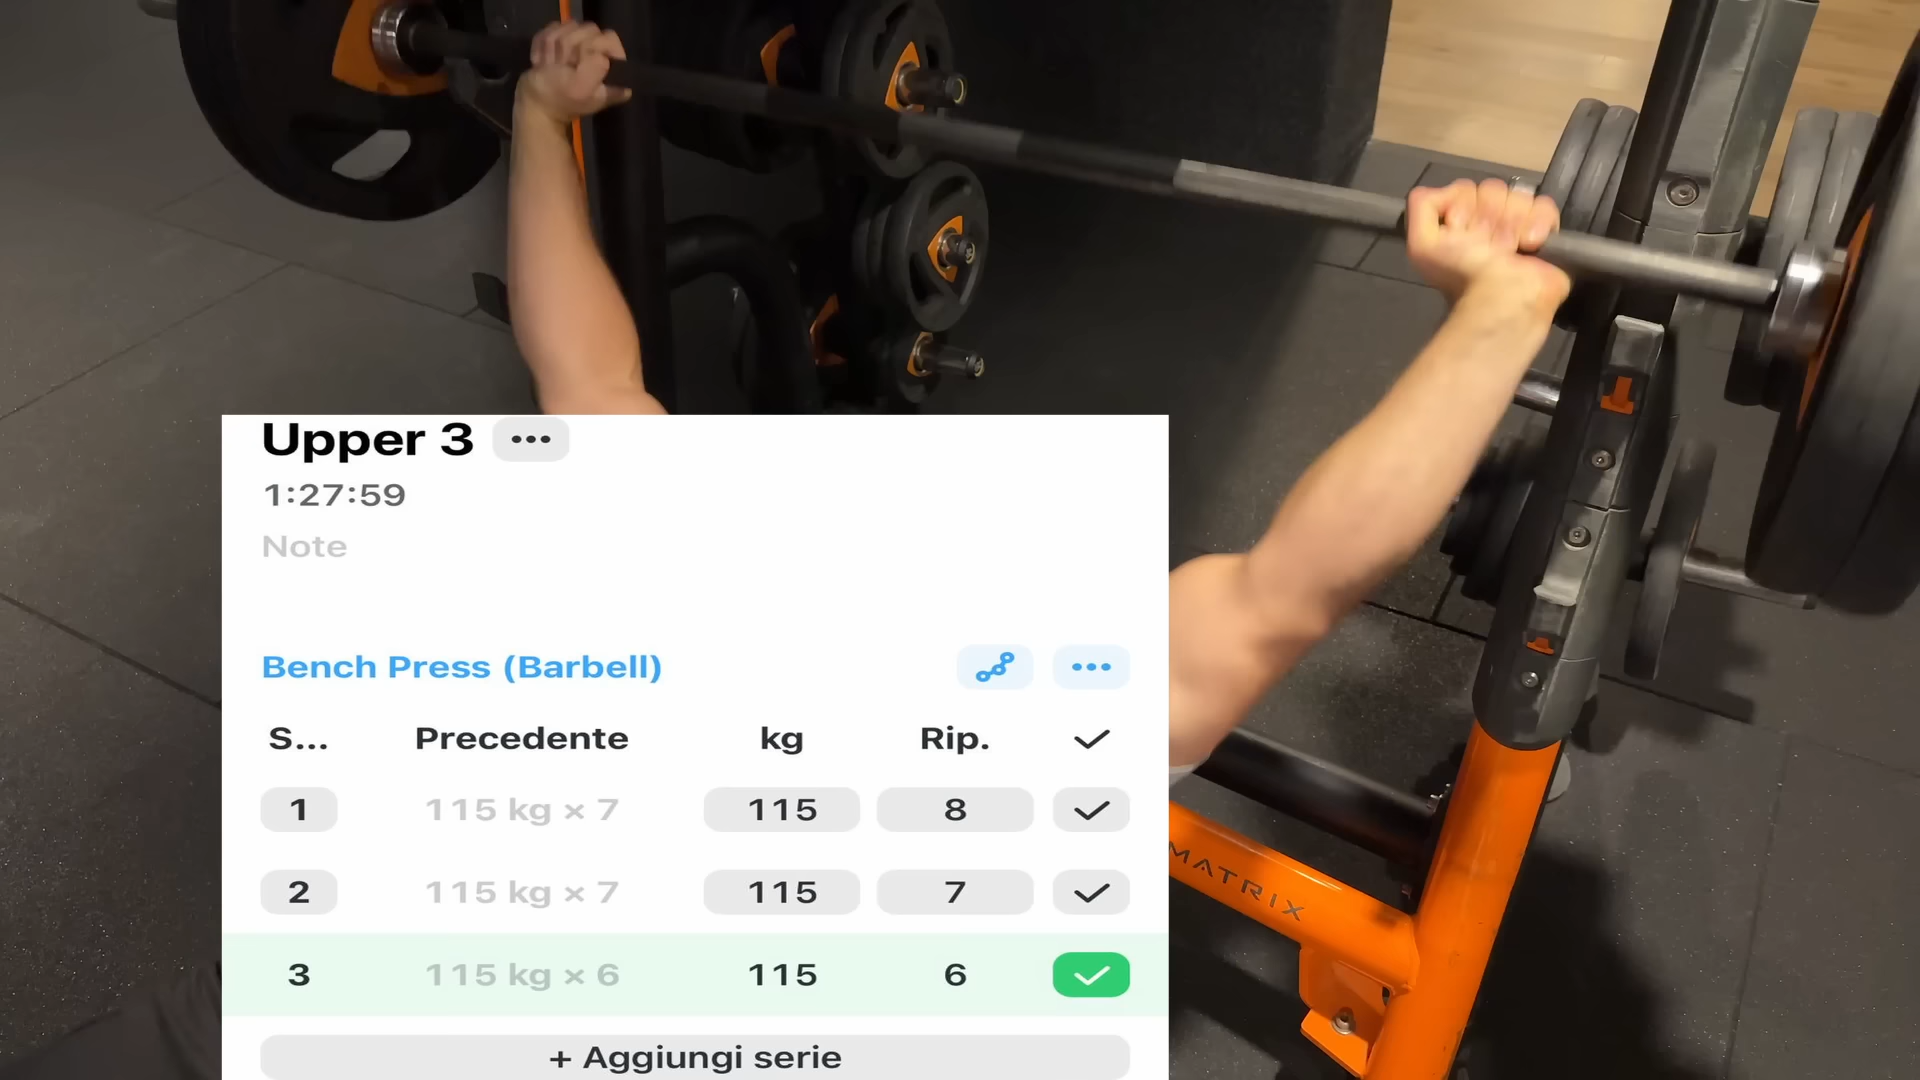 Upper 3 •••
1:27:59
Note
Bench Press (Barbell)
S... Precedente kg Rip. ✓
1 115 kg × 7 115 8 ✓
2 115 kg × 7 115 7 ✓
3 115 kg × 6 115 6 ✓
+ Aggiungi serie
MATRIX